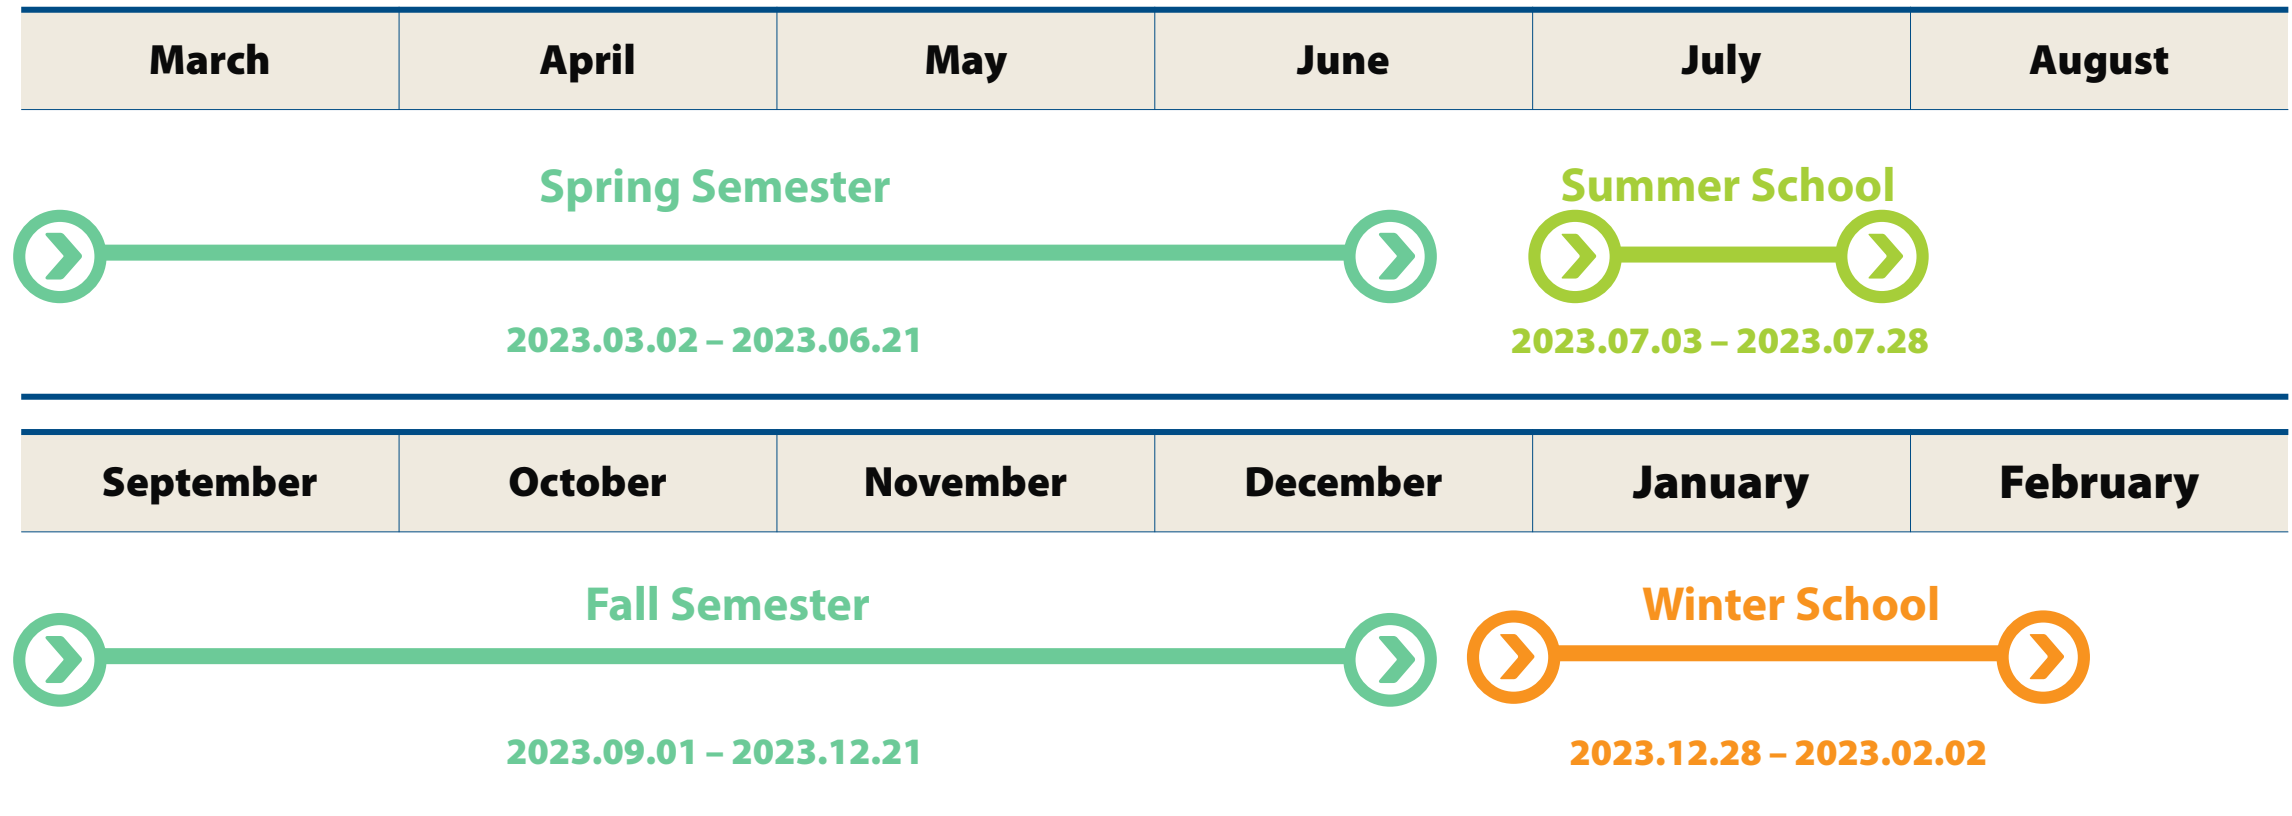 March April May June July August
Spring Semester Summer School
2023.03.02 – 2023.06.21 2023.07.03 – 2023.07.28
September October November December January February
Fall Semester Winter School
2023.09.01 – 2023.12.21 2023.12.28 – 2023.02.02